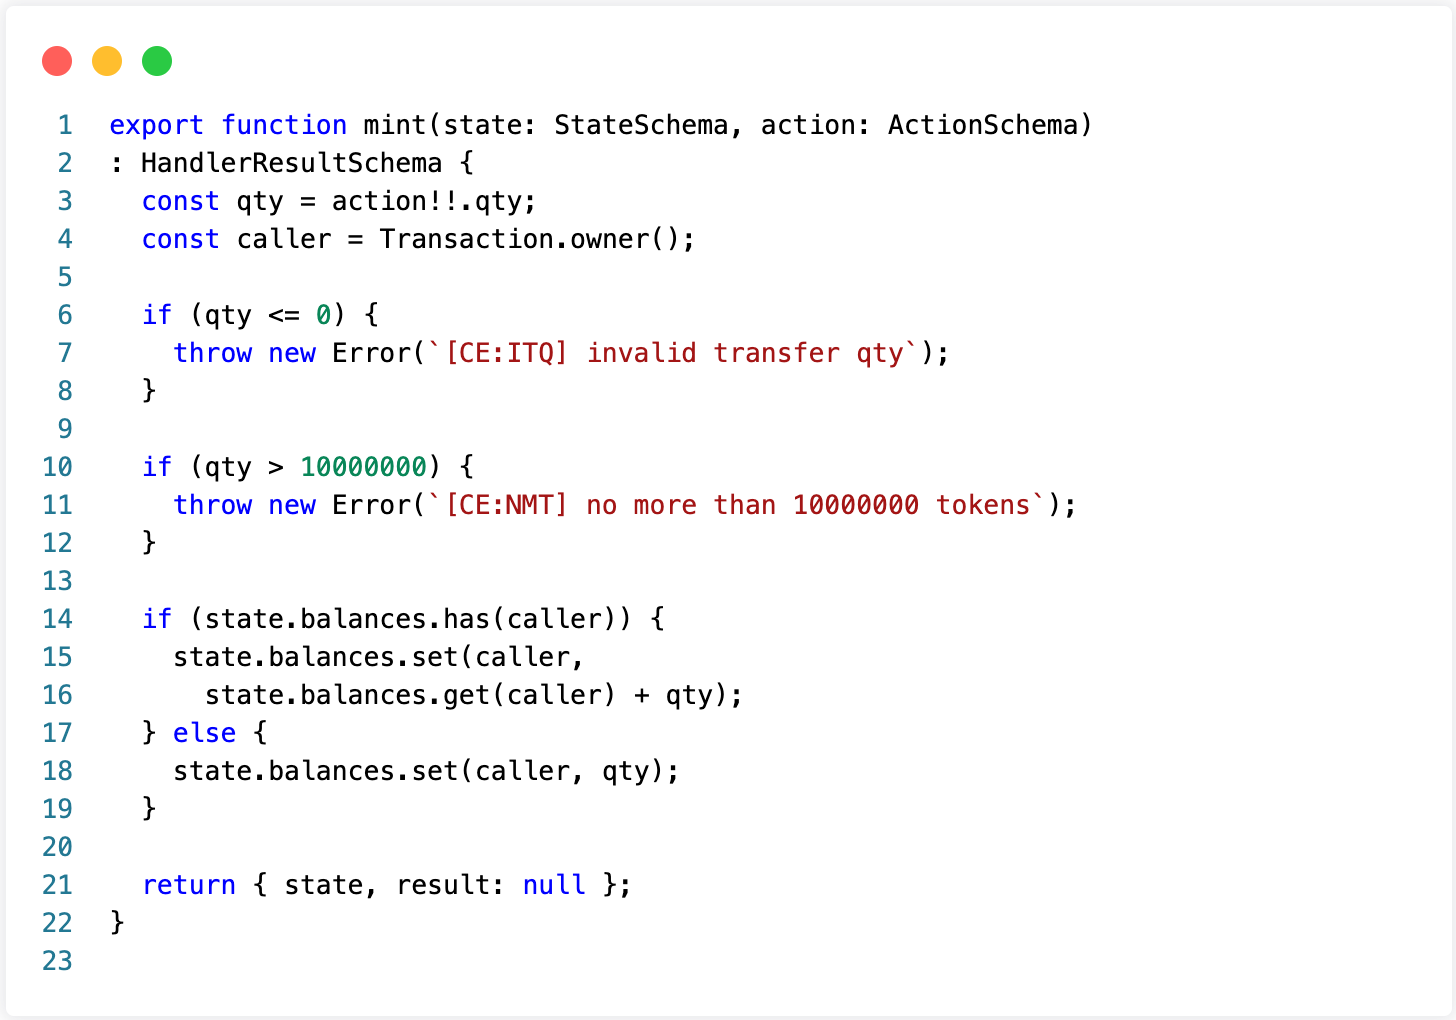 1 export function mint(state: StateSchema, action: ActionSchema)
2 : HandlerResultSchema {
3   const qty = action!!.qty;
4   const caller = Transaction.owner();
5
6   if (qty <= 0) {
7     throw new Error(`[CE:ITQ] invalid transfer qty`);
8   }
9
10   if (qty > 10000000) {
11     throw new Error(`[CE:NMT] no more than 10000000 tokens`);
12   }
13
14   if (state.balances.has(caller)) {
15     state.balances.set(caller,
16       state.balances.get(caller) + qty);
17   } else {
18     state.balances.set(caller, qty);
19   }
20
21   return { state, result: null };
22 }
23